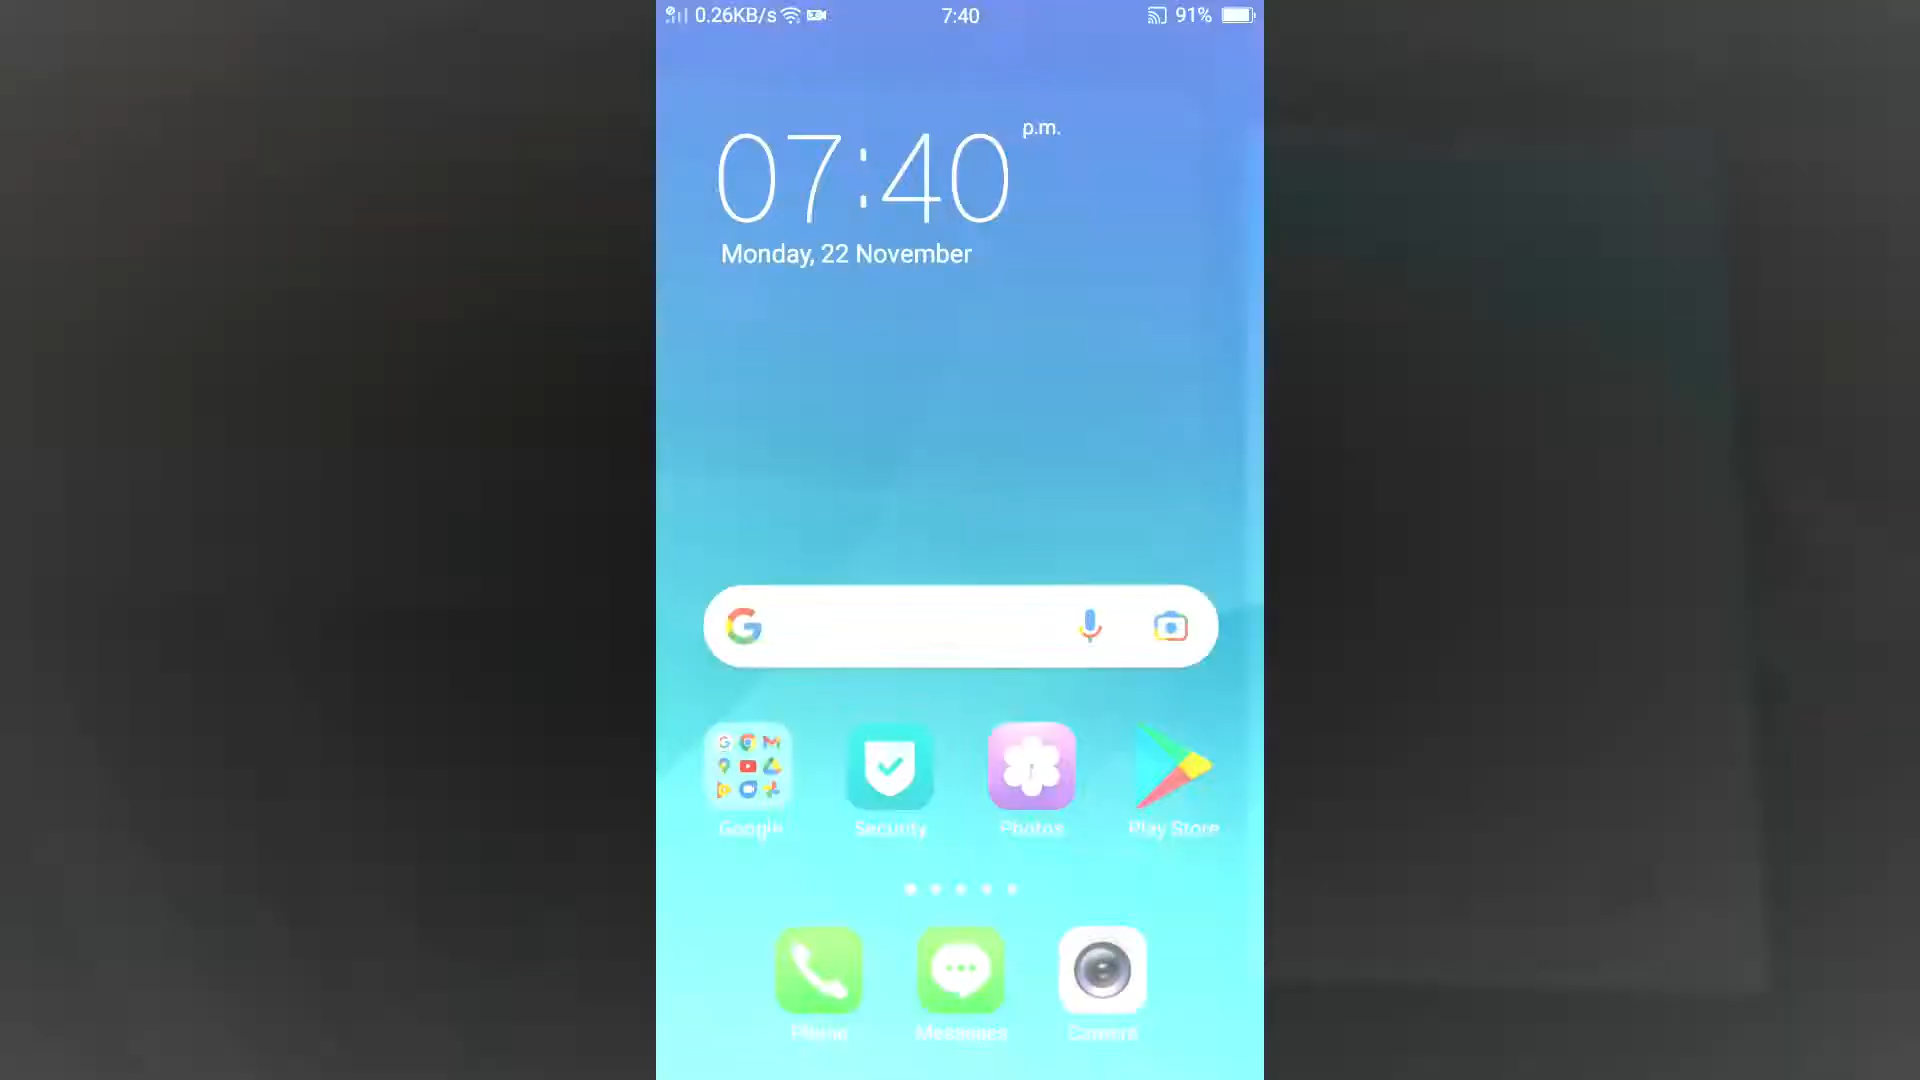 0.26KB/s 7:40 91%
07:40 p.m.
Monday, 22 November
Google Security Photos Play Store
Phone Messages Camera